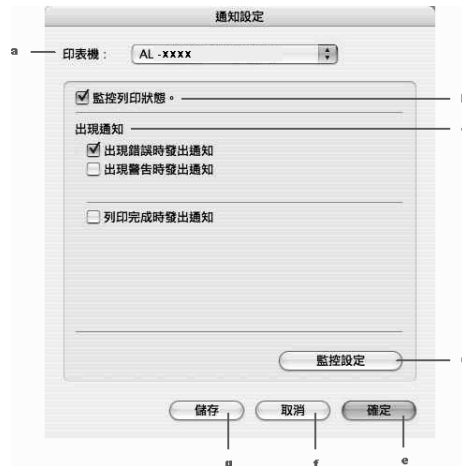 通知設定
a 印表機： AL -xxxx
監控列印狀態。
出現通知
出現錯誤時發出通知
出現警告時發出通知
列印完成時發出通知
監控設定
儲存 取消 確定
g f e